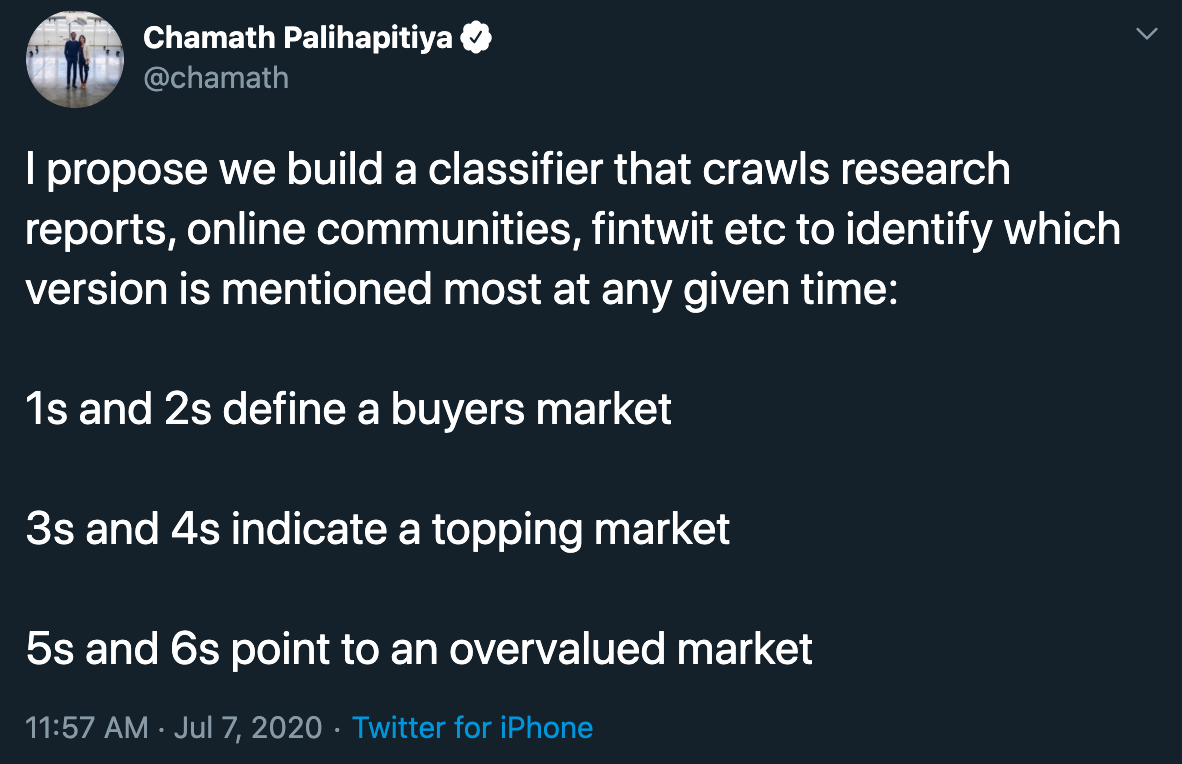 Chamath Palihapitiya
@chamath
I propose we build a classifier that crawls research
reports, online communities, fintwit etc to identify which
version is mentioned most at any given time:
1s and 2s define a buyers market
3s and 4s indicate a topping market
5s and 6s point to an overvalued market
11:57 AM · Jul 7, 2020 · Twitter for iPhone